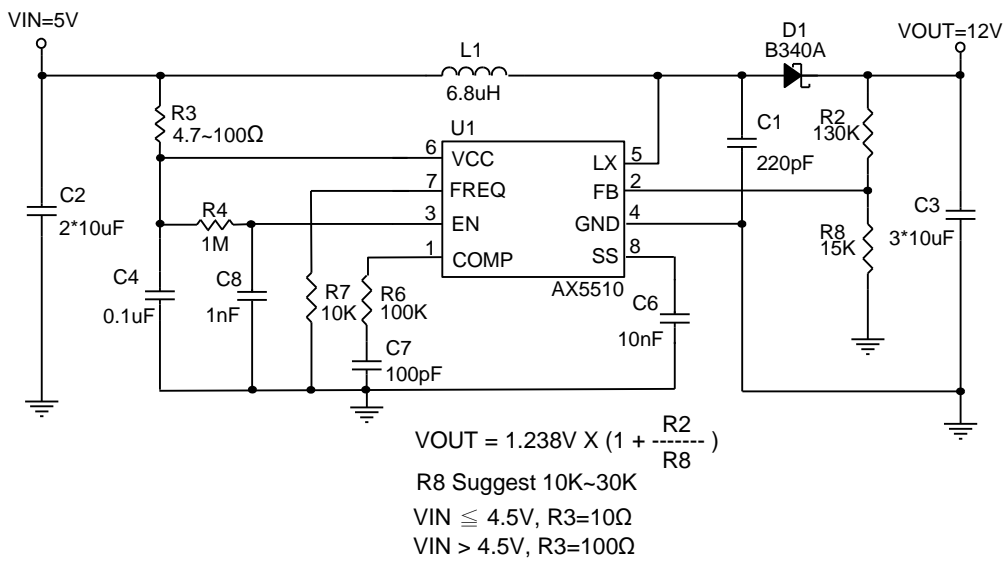 VIN=5V
VOUT=12V
D1
B340A
L1
6.8uH
R3
4.7~100Ω
U1
6
VCC
7
FREQ
3
EN
1
COMP
LX
5
FB
2
GND
4
SS
8
AX5510
C1
220pF
R2
130K
C2
2*10uF
R4
1M
C3
3*10uF
R8
15K
C4
0.1uF
C8
1nF
R7
10K
R6
100K
C7
100pF
C6
10nF
VOUT = 1.238V X (1 + R2 ------- R8 )
R8 Suggest 10K~30K
VIN ≦ 4.5V, R3=10Ω
VIN > 4.5V, R3=100Ω